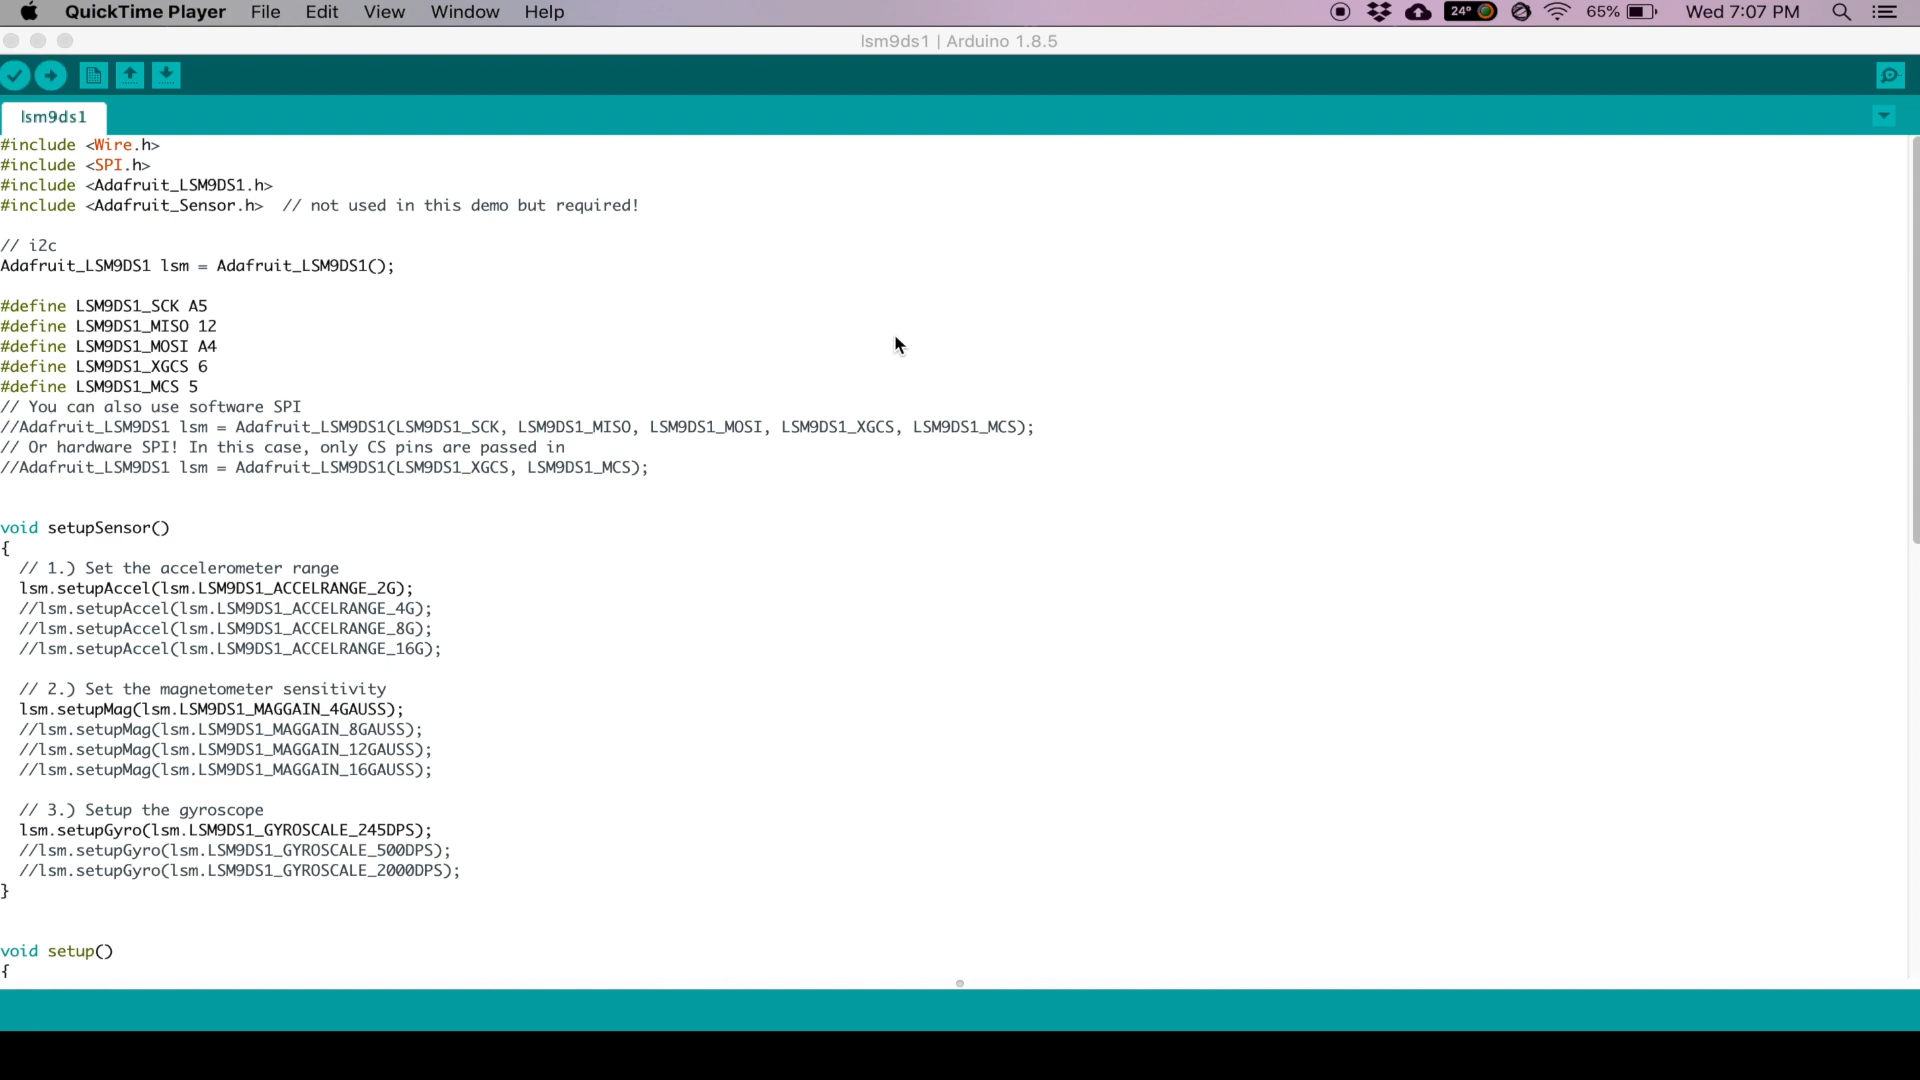 QuickTime Player File Edit View Window Help 24° 65% Wed 7:07 PM
lsm9ds1 | Arduino 1.8.5
lsm9ds1
#include <Wire.h>
#include <SPI.h>
#include <Adafruit_LSM9DS1.h>
#include <Adafruit_Sensor.h>  // not used in this demo but required!
// i2c
Adafruit_LSM9DS1 lsm = Adafruit_LSM9DS1();
#define LSM9DS1_SCK A5
#define LSM9DS1_MISO 12
#define LSM9DS1_MOSI A4
#define LSM9DS1_XGCS 6
#define LSM9DS1_MCS 5
// You can also use software SPI
//Adafruit_LSM9DS1 lsm = Adafruit_LSM9DS1(LSM9DS1_SCK, LSM9DS1_MISO, LSM9DS1_MOSI, LSM9DS1_XGCS, LSM9DS1_MCS);
// Or hardware SPI! In this case, only CS pins are passed in
//Adafruit_LSM9DS1 lsm = Adafruit_LSM9DS1(LSM9DS1_XGCS, LSM9DS1_MCS);
void setupSensor()
{
// 1.) Set the accelerometer range
lsm.setupAccel(lsm.LSM9DS1_ACCELRANGE_2G);
//lsm.setupAccel(lsm.LSM9DS1_ACCELRANGE_4G);
//lsm.setupAccel(lsm.LSM9DS1_ACCELRANGE_8G);
//lsm.setupAccel(lsm.LSM9DS1_ACCELRANGE_16G);
// 2.) Set the magnetometer sensitivity
lsm.setupMag(lsm.LSM9DS1_MAGGAIN_4GAUSS);
//lsm.setupMag(lsm.LSM9DS1_MAGGAIN_8GAUSS);
//lsm.setupMag(lsm.LSM9DS1_MAGGAIN_12GAUSS);
//lsm.setupMag(lsm.LSM9DS1_MAGGAIN_16GAUSS);
// 3.) Setup the gyroscope
lsm.setupGyro(lsm.LSM9DS1_GYROSCALE_245DPS);
//lsm.setupGyro(lsm.LSM9DS1_GYROSCALE_500DPS);
//lsm.setupGyro(lsm.LSM9DS1_GYROSCALE_2000DPS);
}
void setup()
{